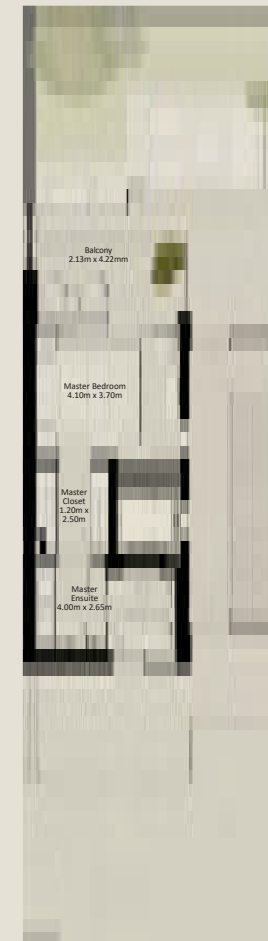 Balcony
2.13m x 4.22mm
Master Bedroom
4.10m x 3.70m
Master
Closet
1.20m x
2.50m
Master
Ensuite
4.00m x 2.65m